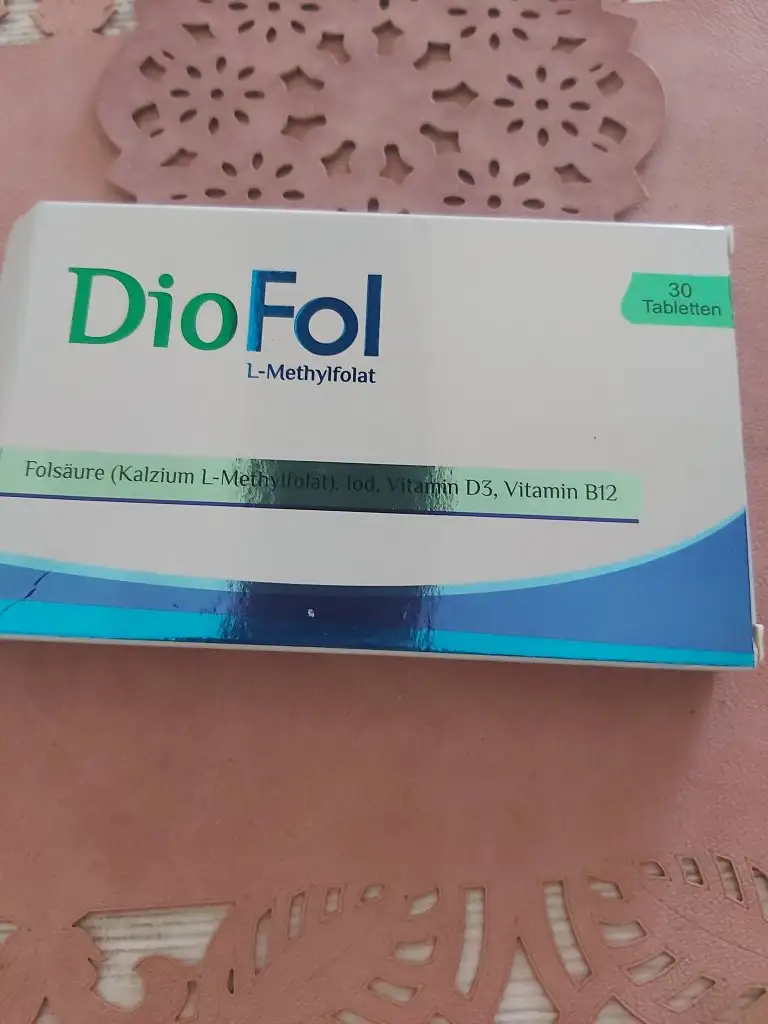 DioFol
L-Methylfolat
30
Tabletten
Folsäure (Kalzium L-Methylfolat), Iod, Vitamin D3, Vitamin B12